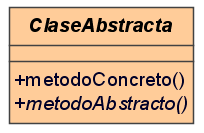 ClaseAbstracta
+metodoConcreto()
+metodoAbstracto()